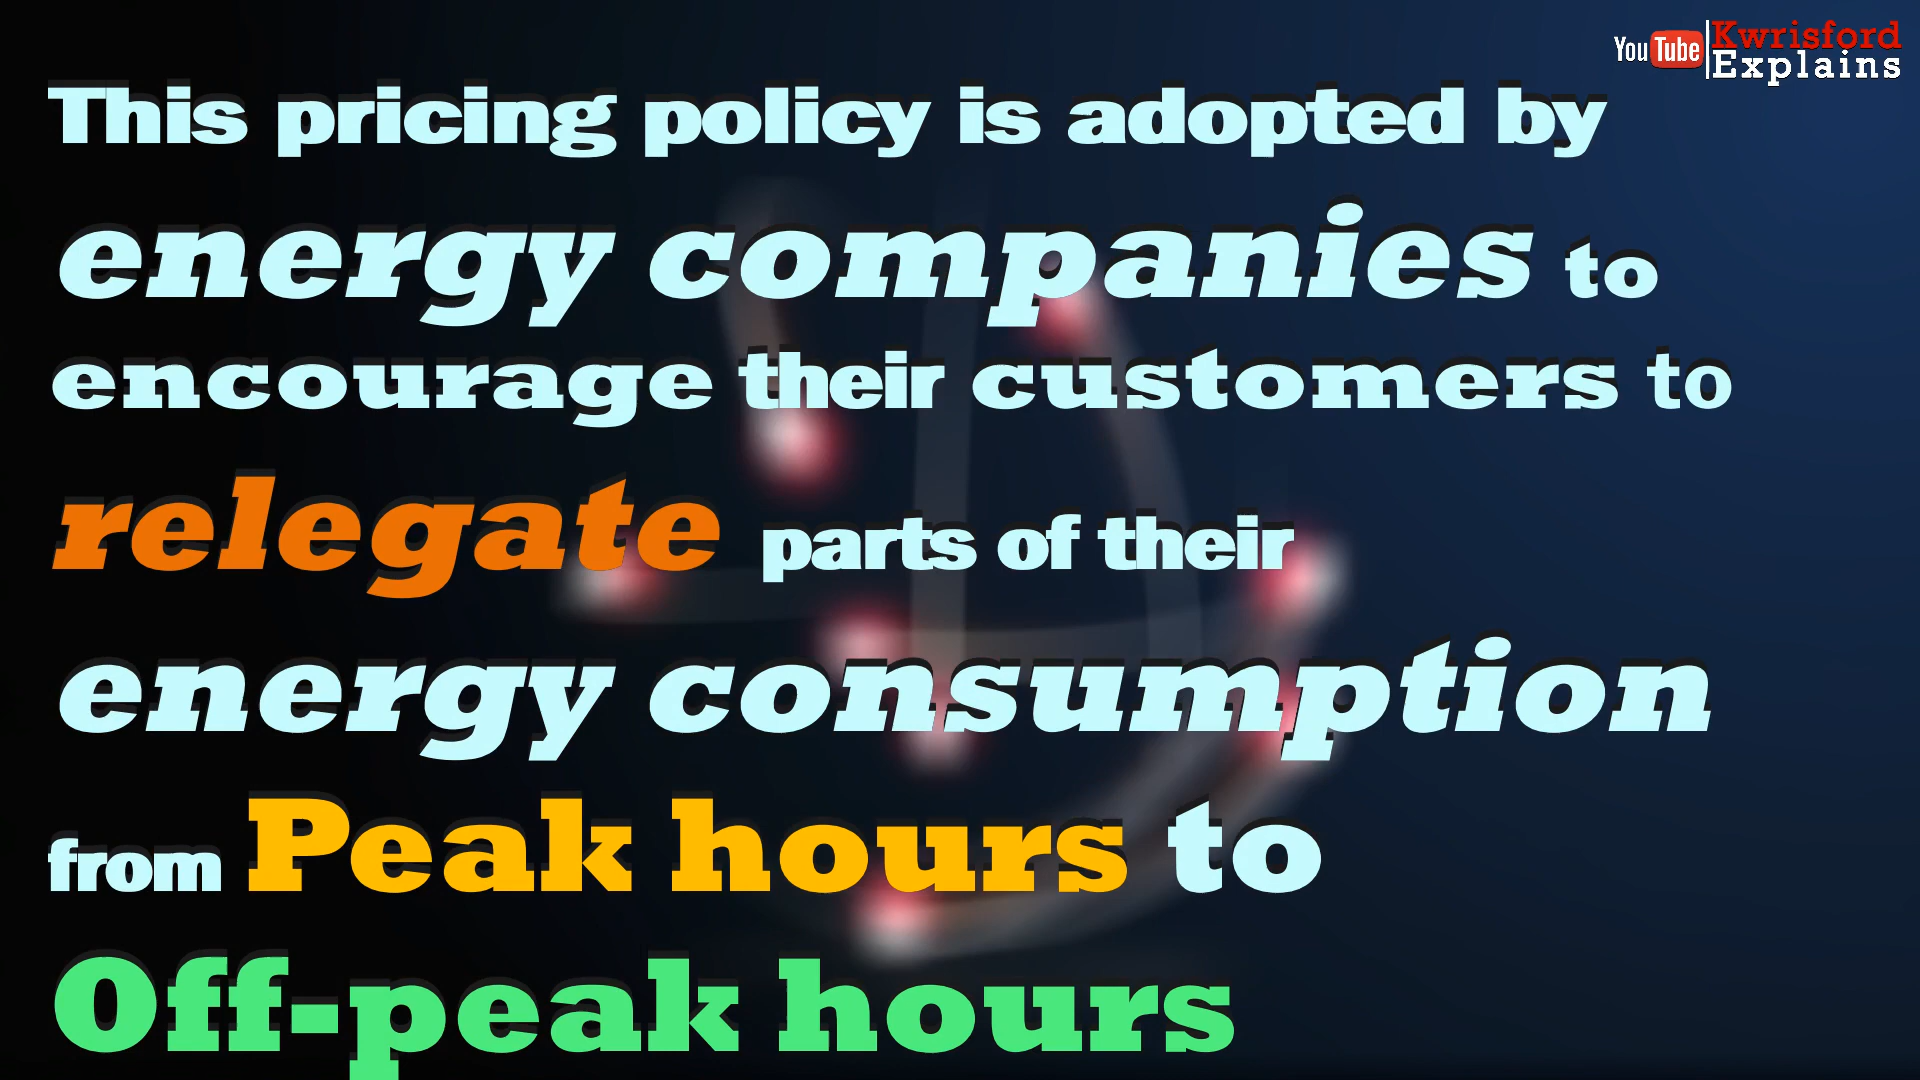 YouTube Kwrisford
Explains
This pricing policy is adopted by
energy companies to
encourage their customers to
relegate parts of their
energy consumption
from Peak hours to
Off-peak hours